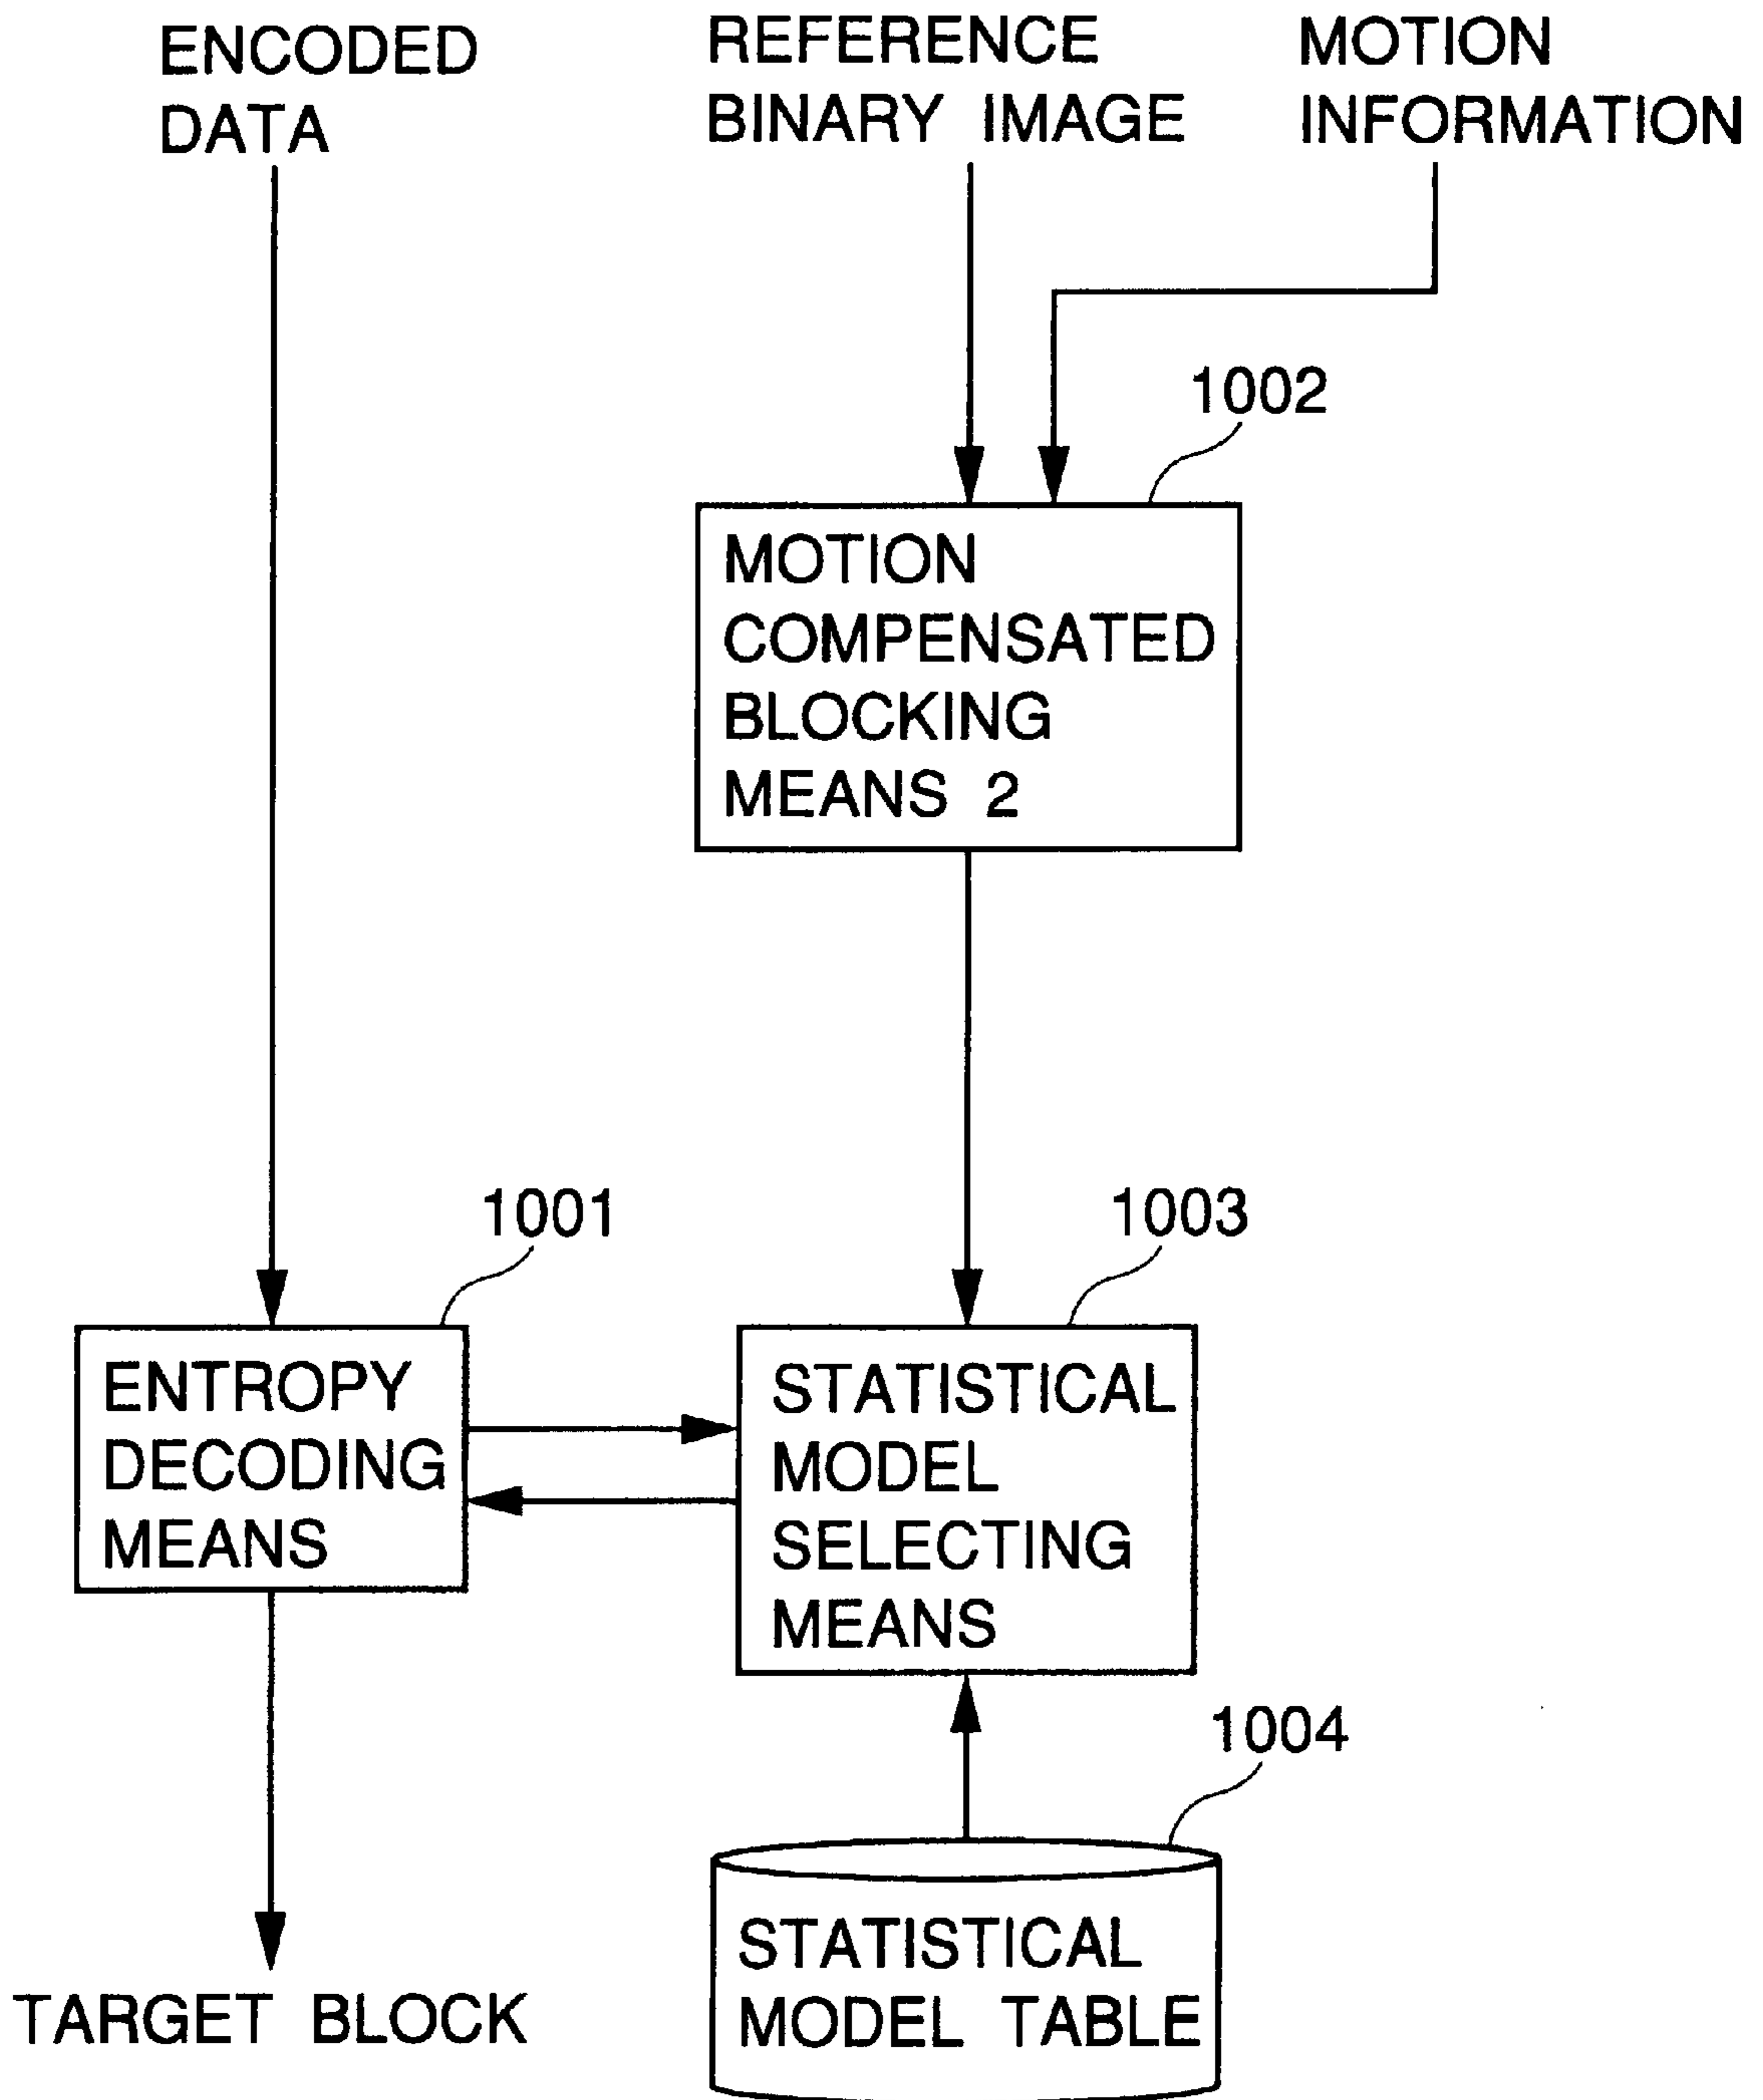 ENCODED
DATA
REFERENCE
BINARY IMAGE
MOTION
INFORMATION
1002
MOTION
COMPENSATED
BLOCKING
MEANS 2
1001
1003
ENTROPY
DECODING
MEANS
STATISTICAL
MODEL
SELECTING
MEANS
1004
STATISTICAL
MODEL TABLE
TARGET BLOCK